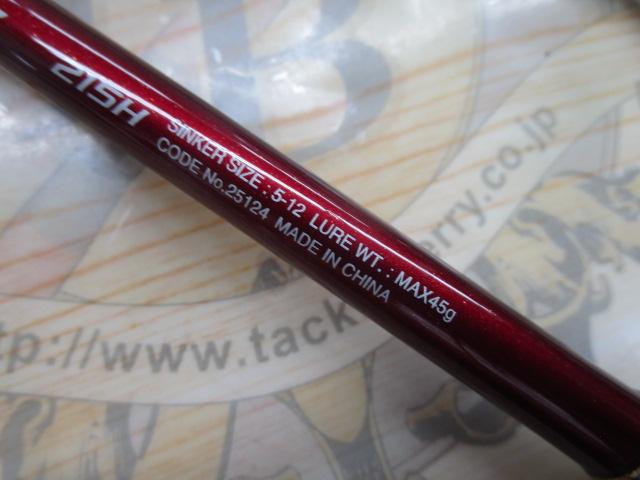 215H
SINKER SIZE : 5-12 LURE WT. : MAX45g
CODE No.25124 MADE IN CHINA
B
ttp://www.tack erry.co.jp